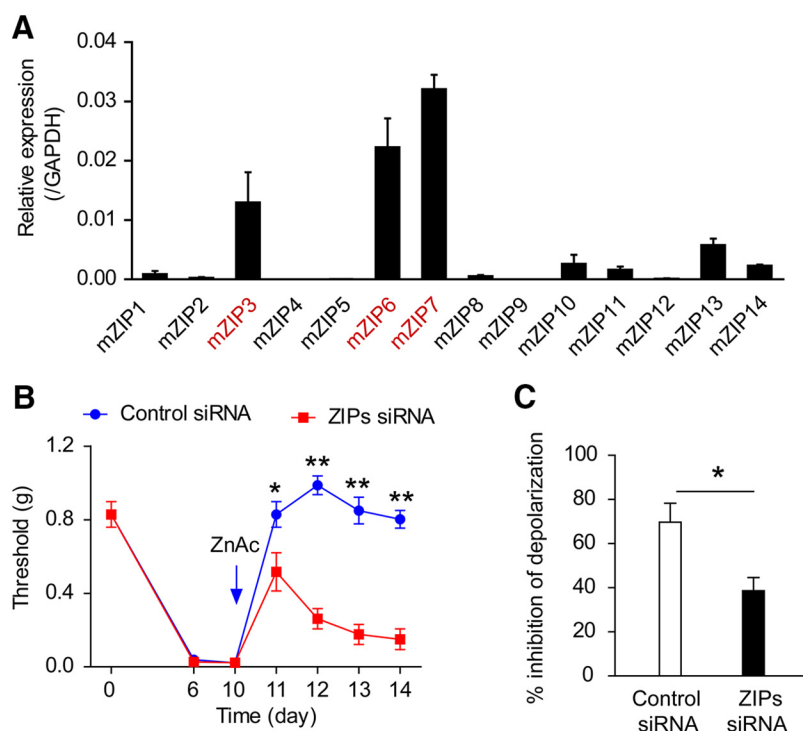 A
Relative expression
(/GAPDH)
0.04
0.03
0.02
0.01
0.00
mZIP1
mZIP2
mZIP3
mZIP4
mZIP5
mZIP6
mZIP7
mZIP8
mZIP9
mZIP10
mZIP11
mZIP12
mZIP13
mZIP14
B
Control siRNA
ZIPs siRNA
Threshold (g)
1.2
0.8
0.4
0.0
ZnAc
*
**
**
**
0 6 10 11 12 13 14
Time (day)
C
% inhibition of depolarization
100
80
60
40
20
0
*
Control
siRNA
ZIPs
siRNA